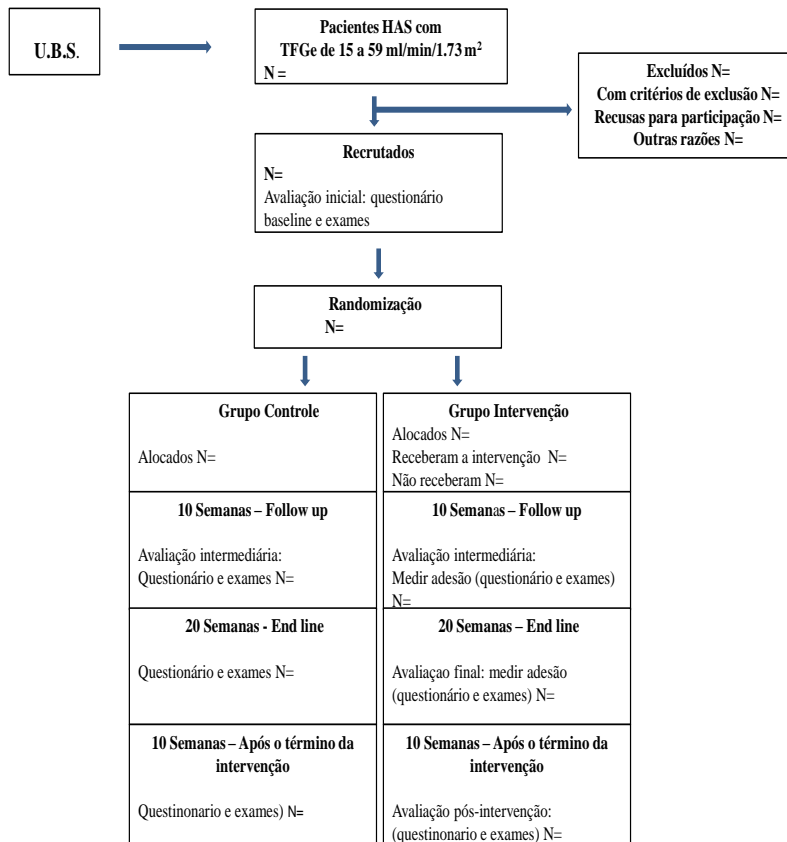 U.B.S.
Pacientes HAS com
TFGe de 15 a 59 ml/min/1.73 m²
N =
Excluídos N=
Com critérios de exclusão N=
Recusas para participação N=
Outras razões N=
Recrutados
N=
Avaliação inicial: questionário
baseline e exames
Randomização
N=
Grupo Controle
Alocados N=
Grupo Intervenção
Alocados N=
Receberam a intervenção N=
Não receberam N=
10 Semanas – Follow up
Avaliação intermediária:
Questionário e exames N=
10 Semanas – Follow up
Avaliação intermediária:
Medir adesão (questionário e exames)
N=
20 Semanas - End line
Questionário e exames N=
20 Semanas – End line
Avaliaçao final: medir adesão
(questionário e exames) N=
10 Semanas – Após o término da
intervenção
Questinonario e exames) N=
10 Semanas – Após o término da
intervenção
Avaliação pós-intervenção:
(questinonario e exames) N=